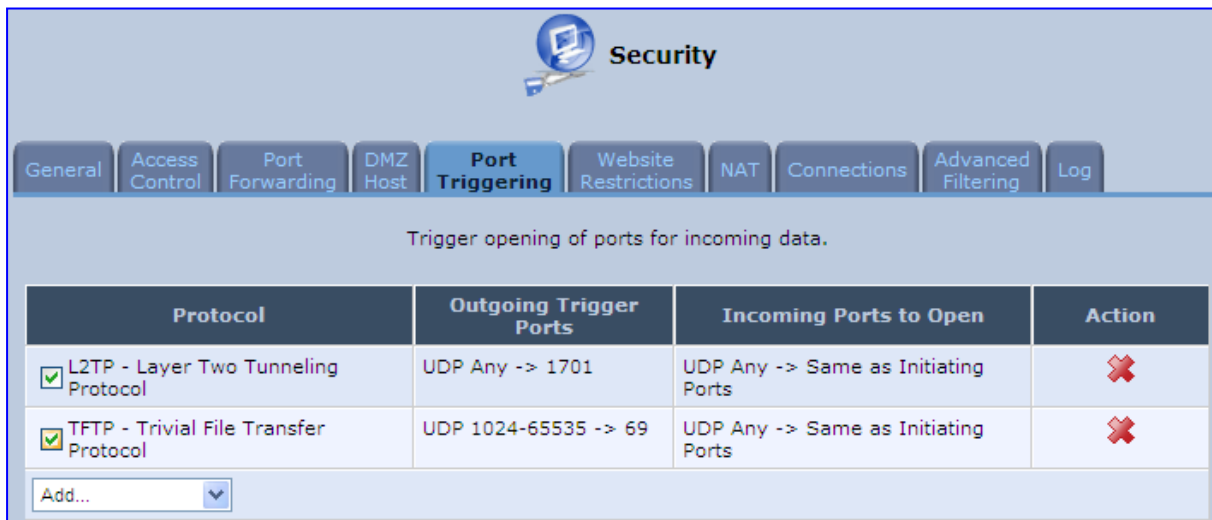 Security
General
Access
Control
Port
Forwarding
DMZ
Host
Port
Triggering
Website
Restrictions
NAT
Connections
Advanced
Filtering
Log
Trigger opening of ports for incoming data.
Protocol
Outgoing Trigger
Ports
Incoming Ports to Open
Action
L2TP - Layer Two Tunneling
Protocol
UDP Any -> 1701
UDP Any -> Same as Initiating
Ports
TFTP - Trivial File Transfer
Protocol
UDP 1024-65535 -> 69
UDP Any -> Same as Initiating
Ports
Add...